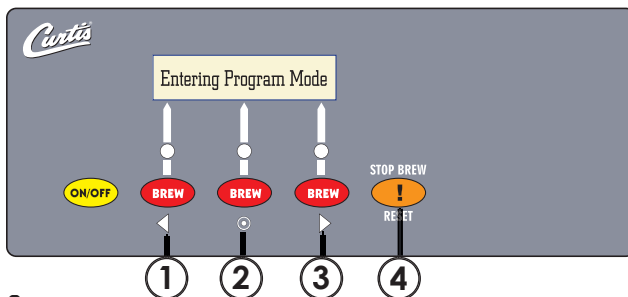 Curtis
Entering Program Mode
STOP BREW
ON/OFF
BREW
BREW
BREW
!
RESET
1
2
3
4